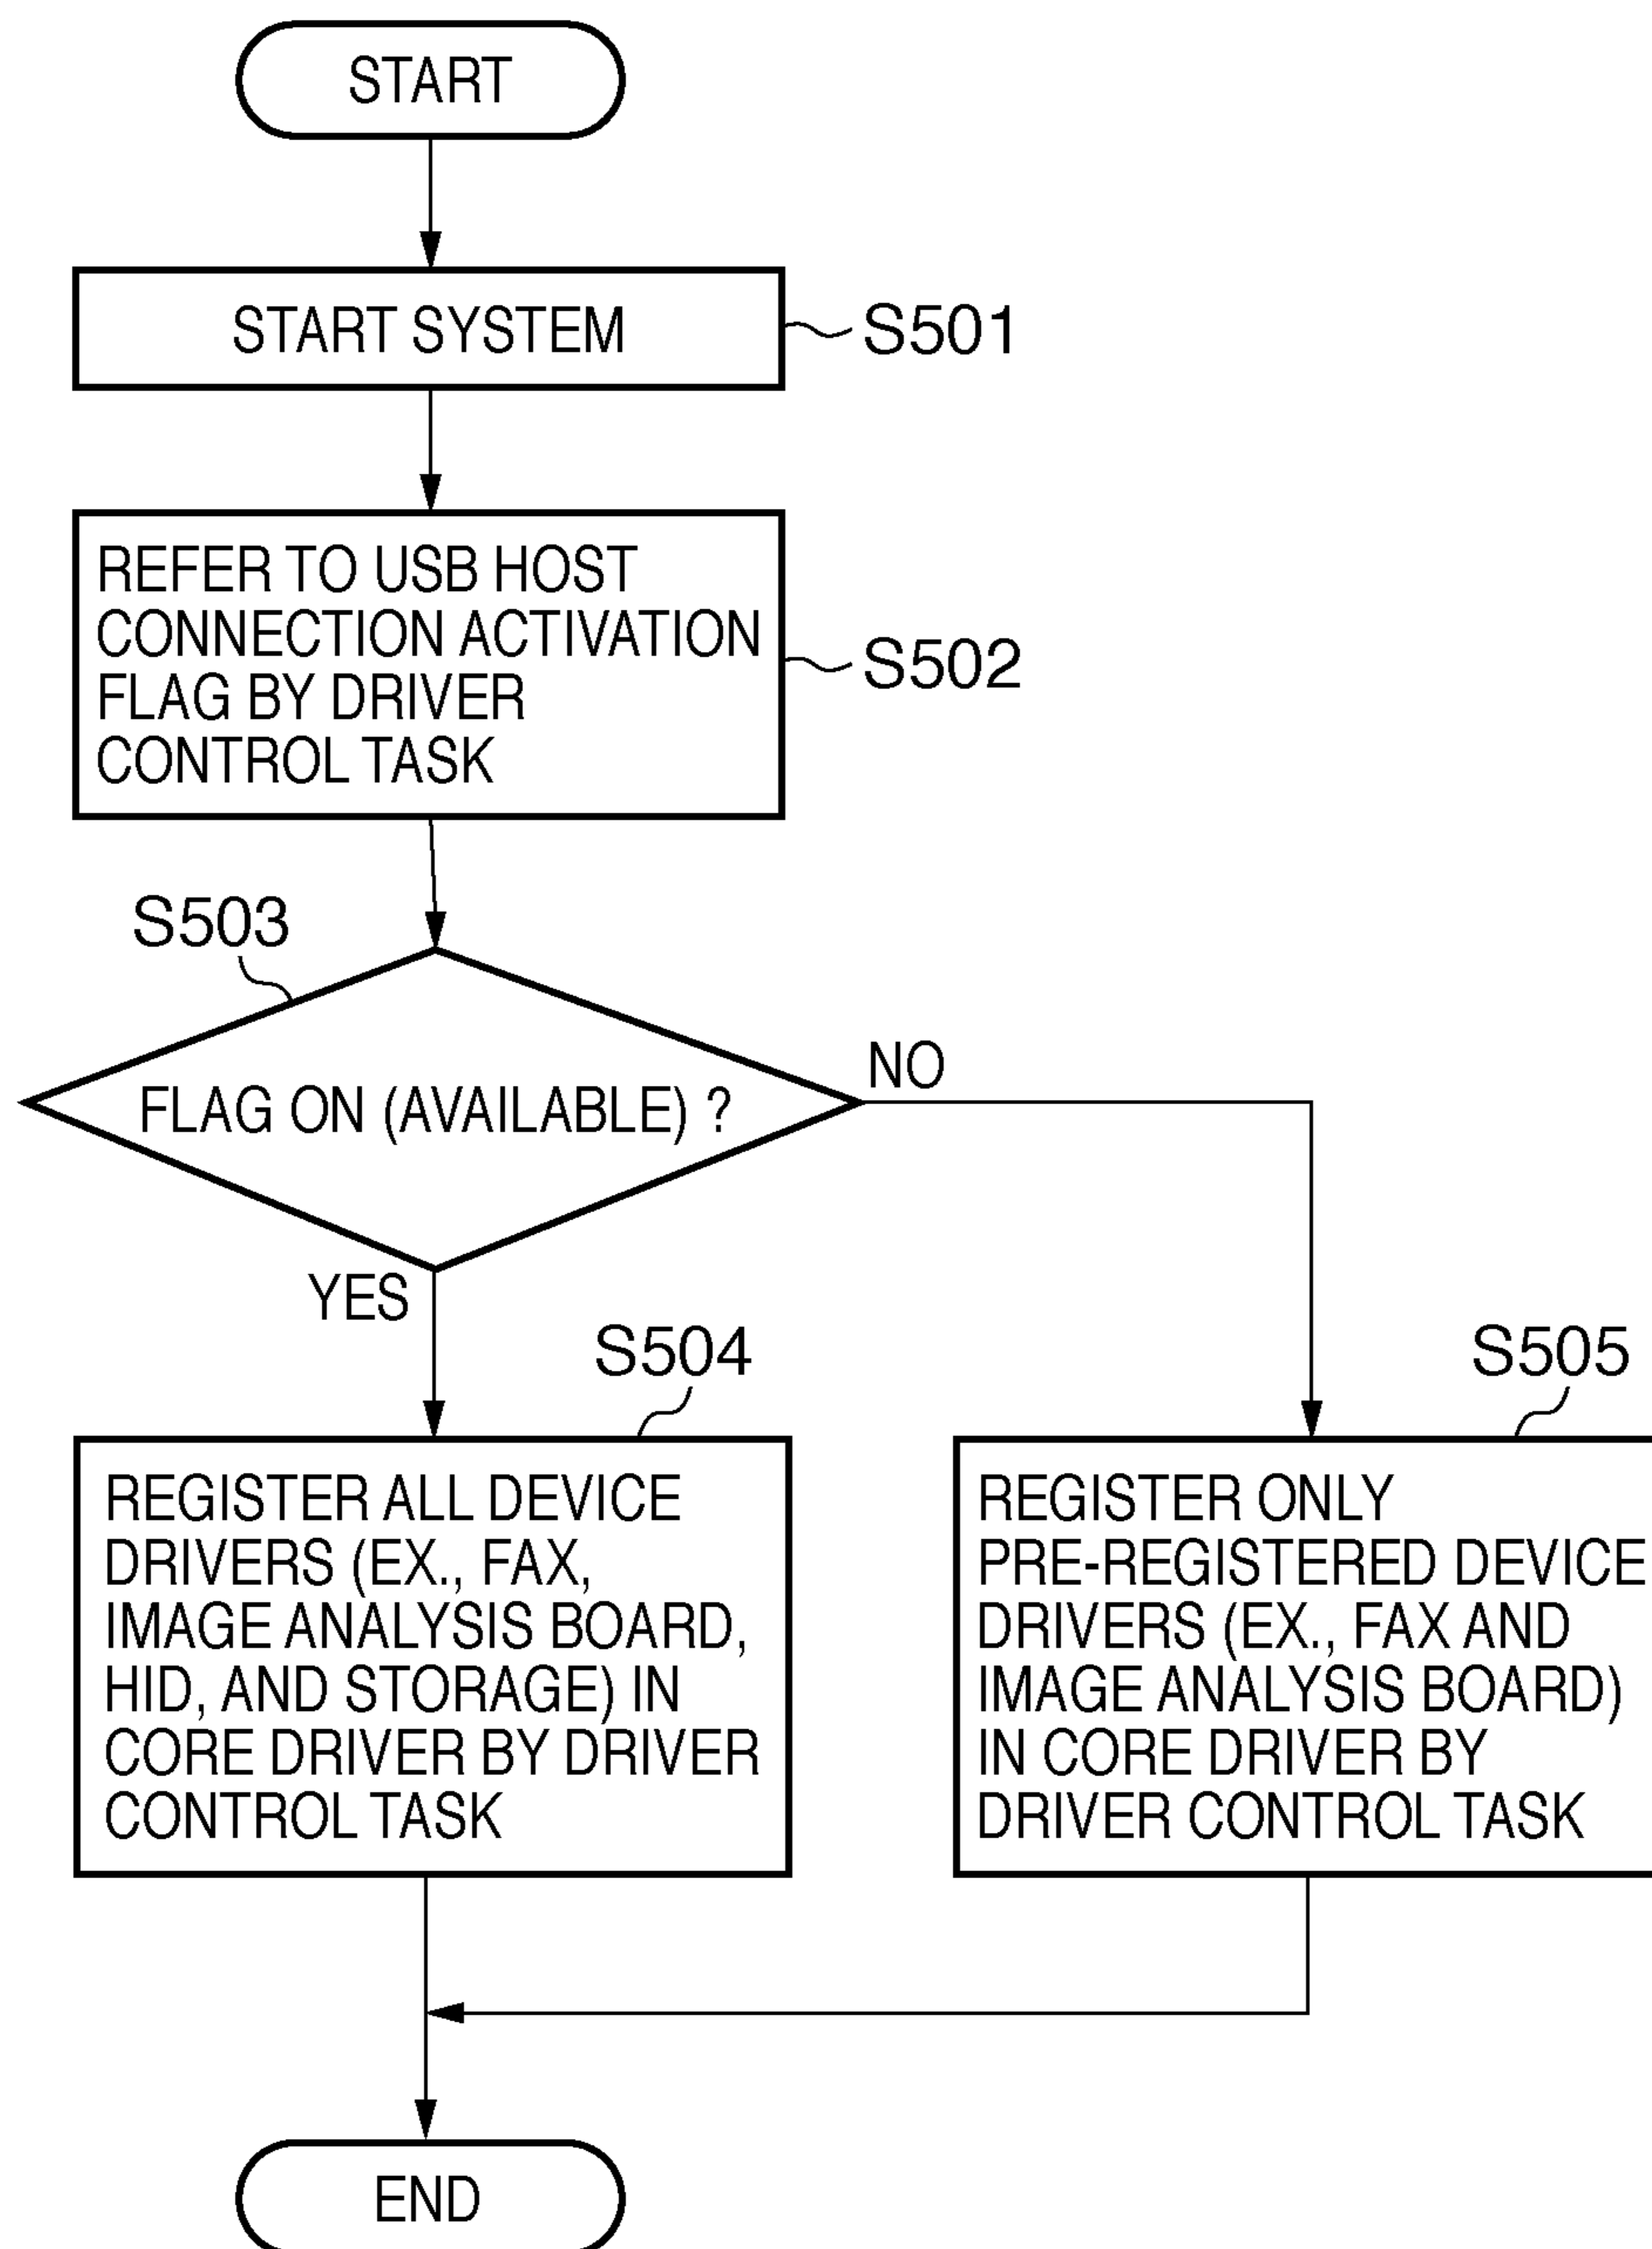 START
START SYSTEM
S501
REFER TO USB HOST
CONNECTION ACTIVATION
FLAG BY DRIVER
CONTROL TASK
S502
S503
FLAG ON (AVAILABLE) ?
NO
YES
S504
REGISTER ALL DEVICE
DRIVERS (EX., FAX,
IMAGE ANALYSIS BOARD,
HID, AND STORAGE) IN
CORE DRIVER BY DRIVER
CONTROL TASK
S505
REGISTER ONLY
PRE-REGISTERED DEVICE
DRIVERS (EX., FAX AND
IMAGE ANALYSIS BOARD)
IN CORE DRIVER BY
DRIVER CONTROL TASK
END